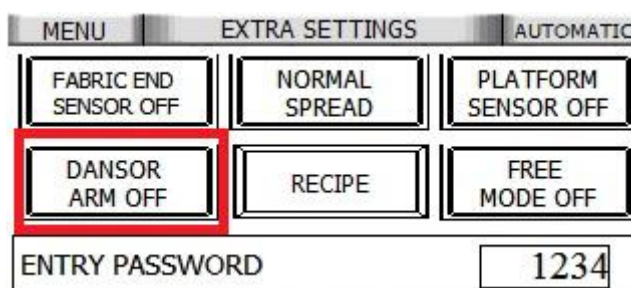 MENU EXTRA SETTINGS AUTOMATIC
FABRIC END
SENSOR OFF
NORMAL
SPREAD
PLATFORM
SENSOR OFF
DANSOR
ARM OFF
RECIPE
FREE
MODE OFF
ENTRY PASSWORD 1234